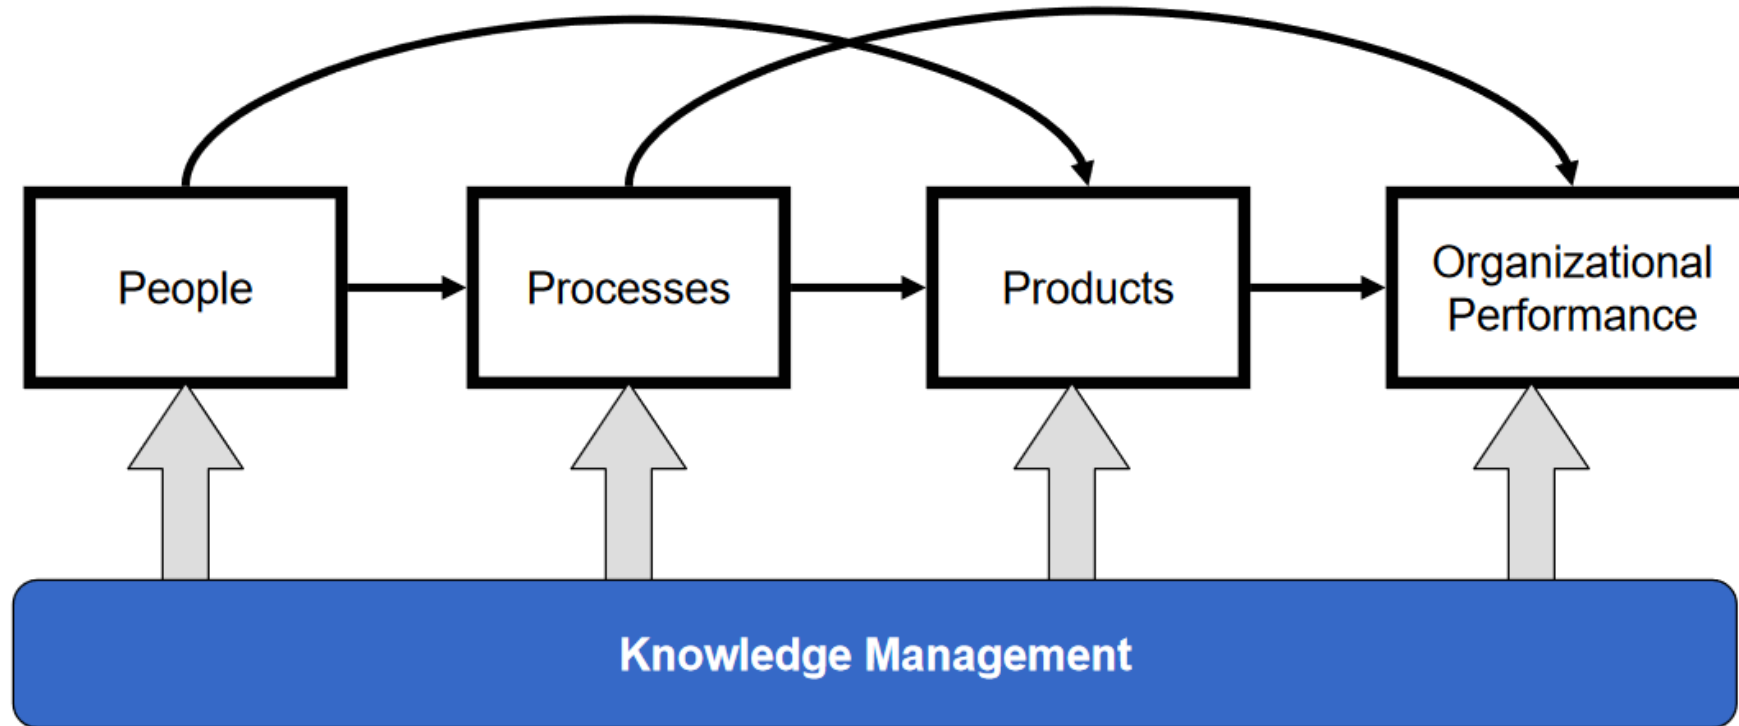 People
Processes
Products
Organizational
Performance
Knowledge Management